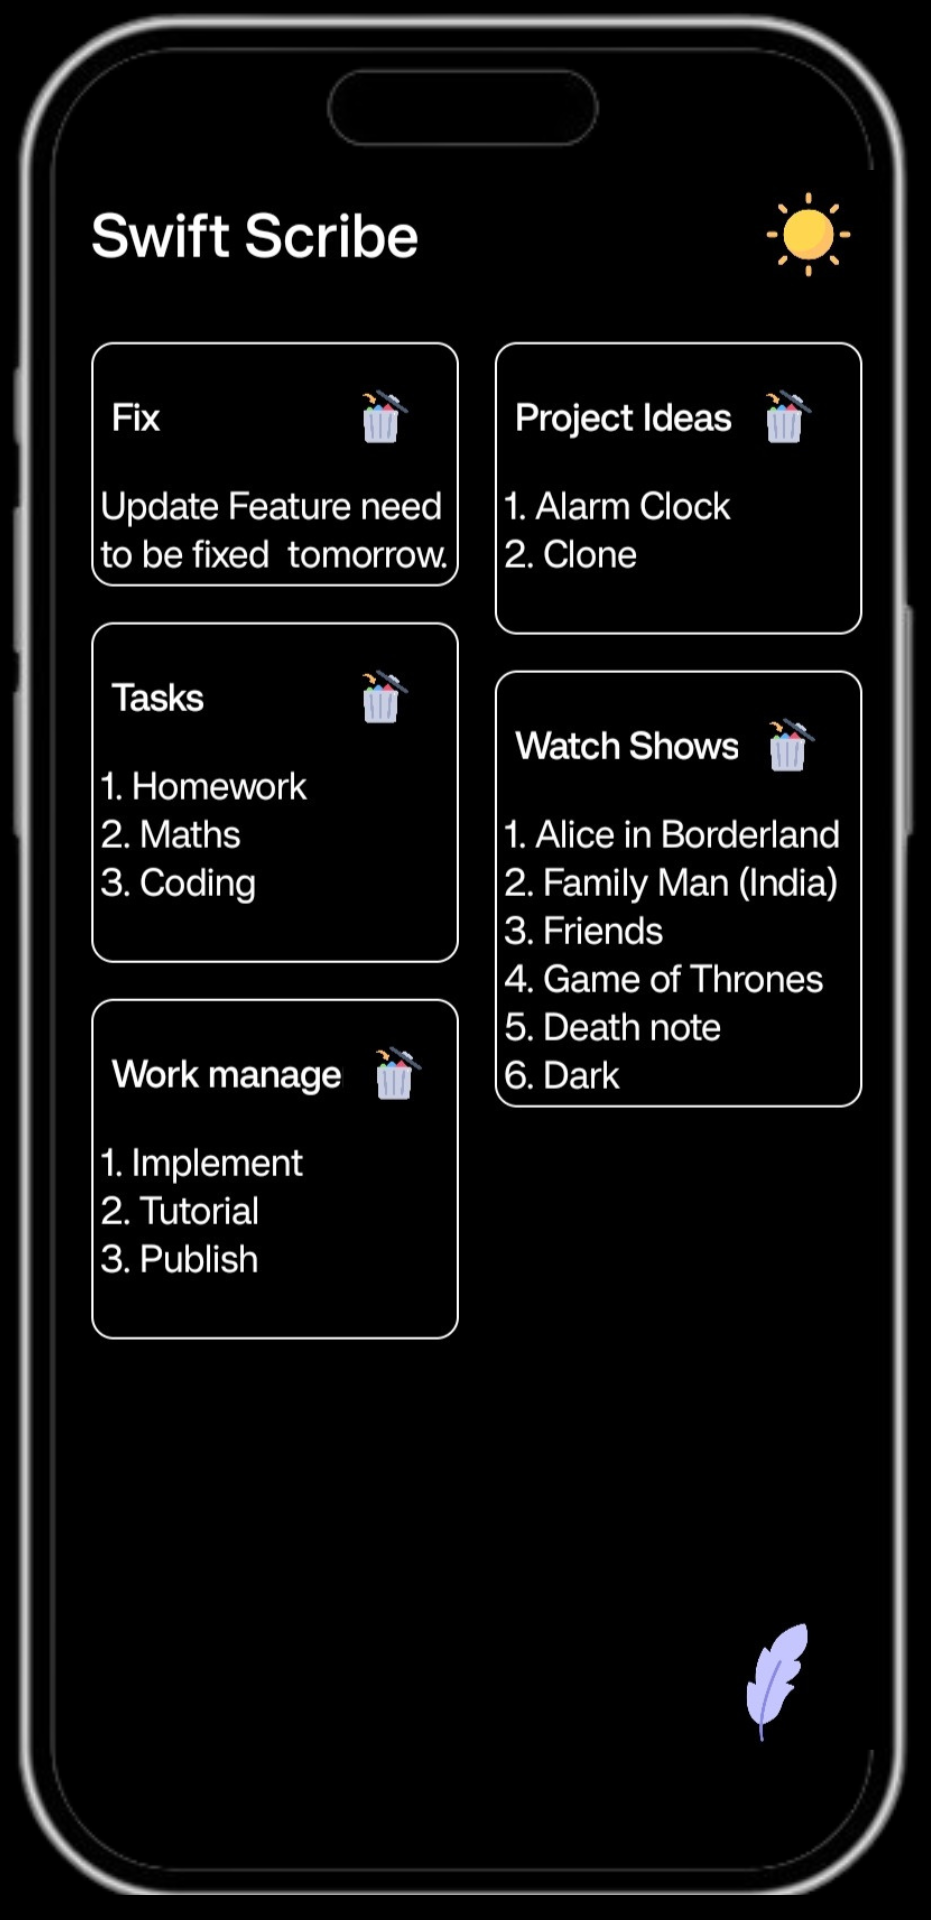 Swift Scribe
Fix
Update Feature need
to be fixed  tomorrow.
Tasks
1. Homework
2. Maths
3. Coding
Work manage
1. Implement
2. Tutorial
3. Publish
Project Ideas
1. Alarm Clock
2. Clone
Watch Shows
1. Alice in Borderland
2. Family Man (India)
3. Friends
4. Game of Thrones
5. Death note
6. Dark